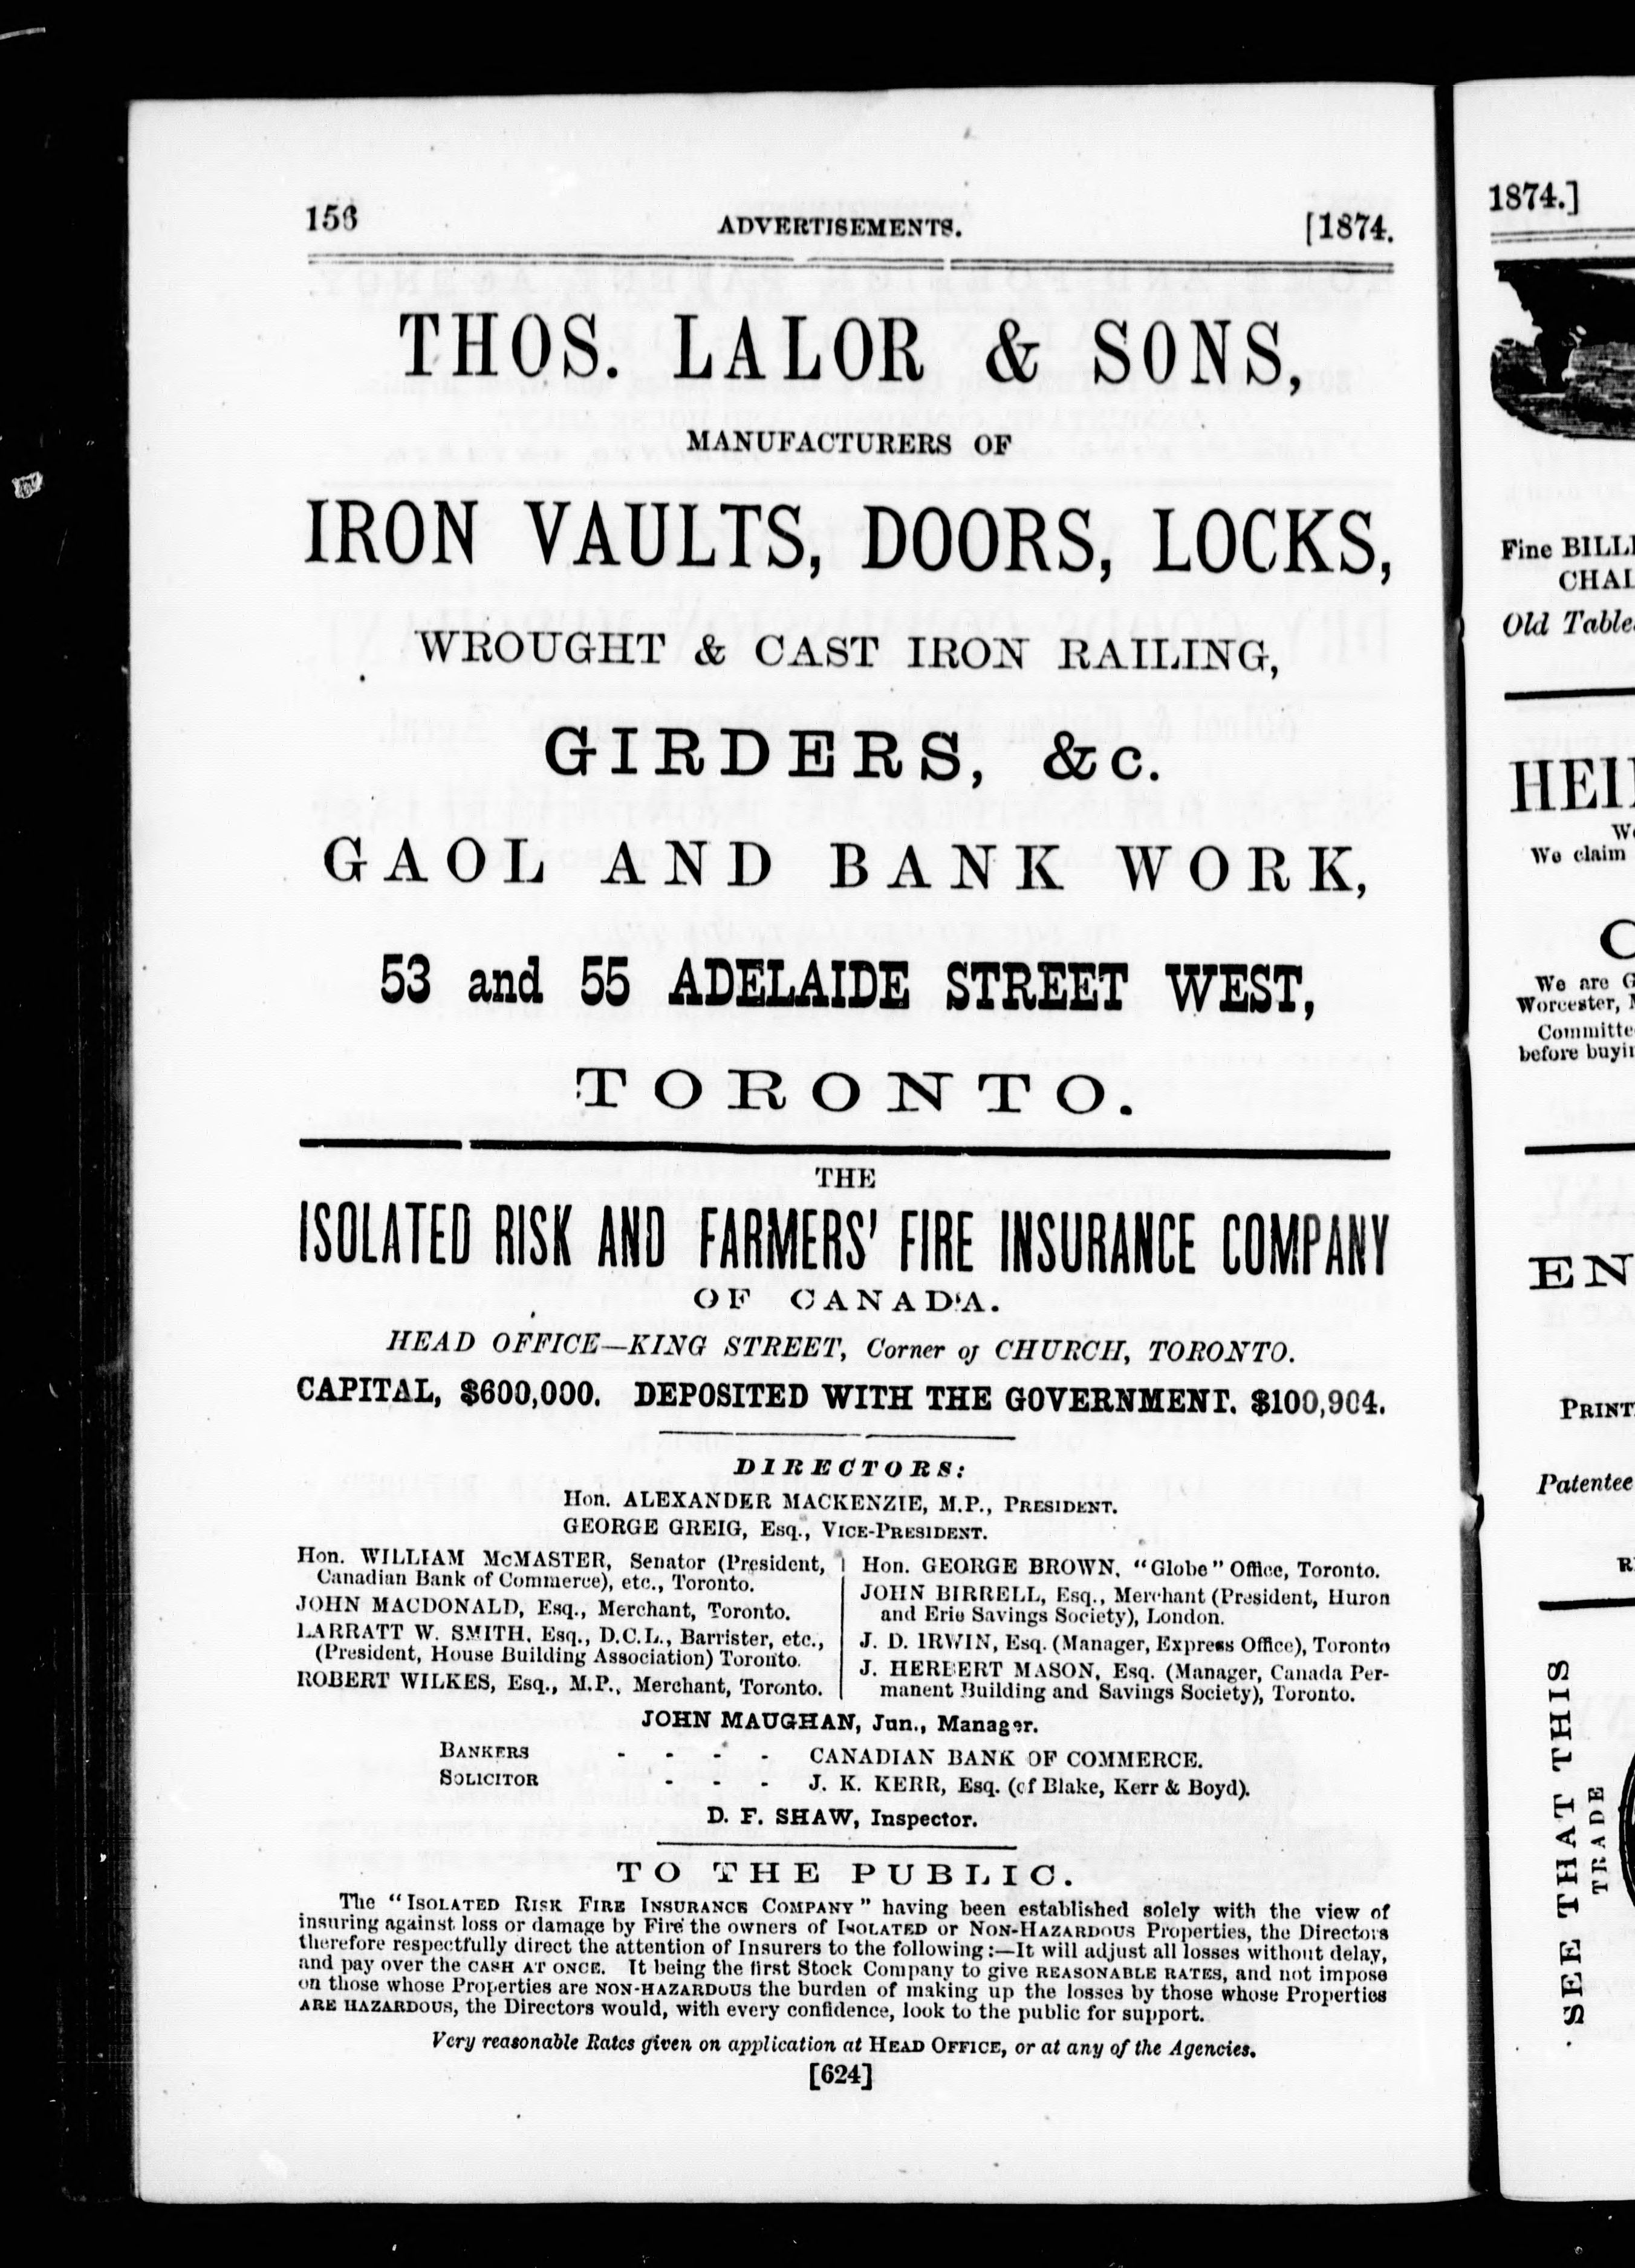 156 ADVERTISEMENTS. [1874.
THOS. LALOR & SONS,
MANUFACTURERS OF
IRON VAULTS, DOORS, LOCKS,
WROUGHT & CAST IRON RAILING,
GIRDERS, &c.
GAOL AND BANK WORK,
53 and 55 ADELAIDE STREET WEST,
TORONTO.
THE
ISOLATED RISK AND FARMERS' FIRE INSURANCE COMPANY
OF CANADA.
HEAD OFFICE—KING STREET, Corner of CHURCH, TORONTO.
CAPITAL, $600,000. DEPOSITED WITH THE GOVERNMENT. $100,904.
DIRECTORS:
Hon. ALEXANDER MACKENZIE, M.P., PRESIDENT.
GEORGE GREIG, Esq., VICE-PRESIDENT.
Hon. WILLIAM McMASTER, Senator (President,
Canadian Bank of Commerce), etc., Toronto.
JOHN MACDONALD, Esq., Merchant, Toronto.
LARRATT W. SMITH, Esq., D.C.L., Barrister, etc.,
(President, House Building Association) Toronto.
ROBERT WILKES, Esq., M.P., Merchant, Toronto.
Hon. GEORGE BROWN, "Globe" Office, Toronto.
JOHN BIRRELL, Esq., Merchant (President, Huron
and Erie Savings Society), London.
J. D. IRWIN, Esq. (Manager, Express Office), Toronto
J. HERBERT MASON, Esq. (Manager, Canada Per-
manent Building and Savings Society), Toronto.
JOHN MAUGHAN, Jun., Manager.
BANKERS - - - - CANADIAN BANK OF COMMERCE.
SOLICITOR - - - J. K. KERR, Esq. (of Blake, Kerr & Boyd).
D. F. SHAW, Inspector.
TO THE PUBLIC.
The "ISOLATED RISK FIRE INSURANCE COMPANY" having been established solely with the view of
insuring against loss or damage by Fire the owners of ISOLATED or NON-HAZARDOUS Properties, the Directors
therefore respectfully direct the attention of Insurers to the following:—It will adjust all losses without delay,
and pay over the CASH AT ONCE. It being the first Stock Company to give REASONABLE RATES, and not impose
on those whose Properties are NON-HAZARDOUS the burden of making up the losses by those whose Properties
ARE HAZARDOUS, the Directors would, with every confidence, look to the public for support.
Very reasonable Rates given on application at HEAD OFFICE, or at any of the Agencies.
[624]
1874.]
Fine
Old
We claim
We are
Worcester,
before
EN
Patentee
SEE THAT THIS
TRADE